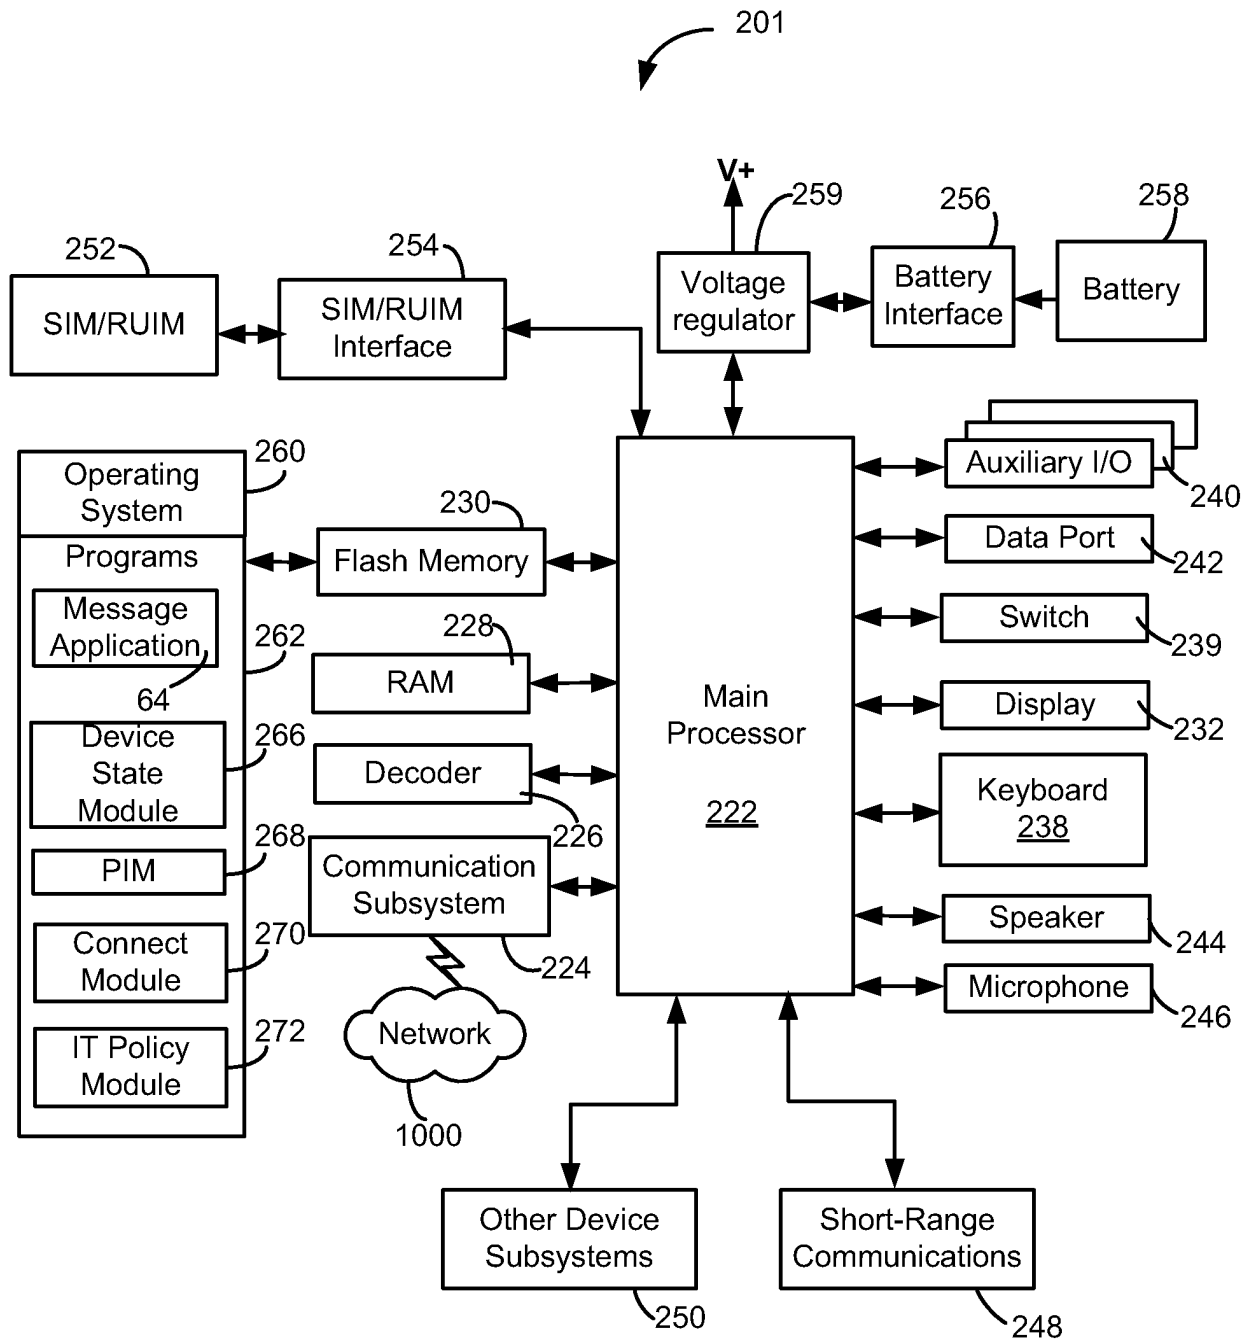 201
V+
259
256
258
252
254
Voltage
regulator
Battery
Interface
Battery
SIM/RUIM
SIM/RUIM
Interface
260
Operating
System
230
Programs
Flash Memory
Message
Application
262
64
228
RAM
Device
State
Module
266
Decoder
226
268
PIM
Communication
Subsystem
224
270
Connect
Module
Network
1000
272
IT Policy
Module
Main
Processor
222
Auxiliary I/O
240
Data Port
242
Switch
239
Display
232
Keyboard
238
Speaker
244
Microphone
246
Other Device
Subsystems
250
Short-Range
Communications
248